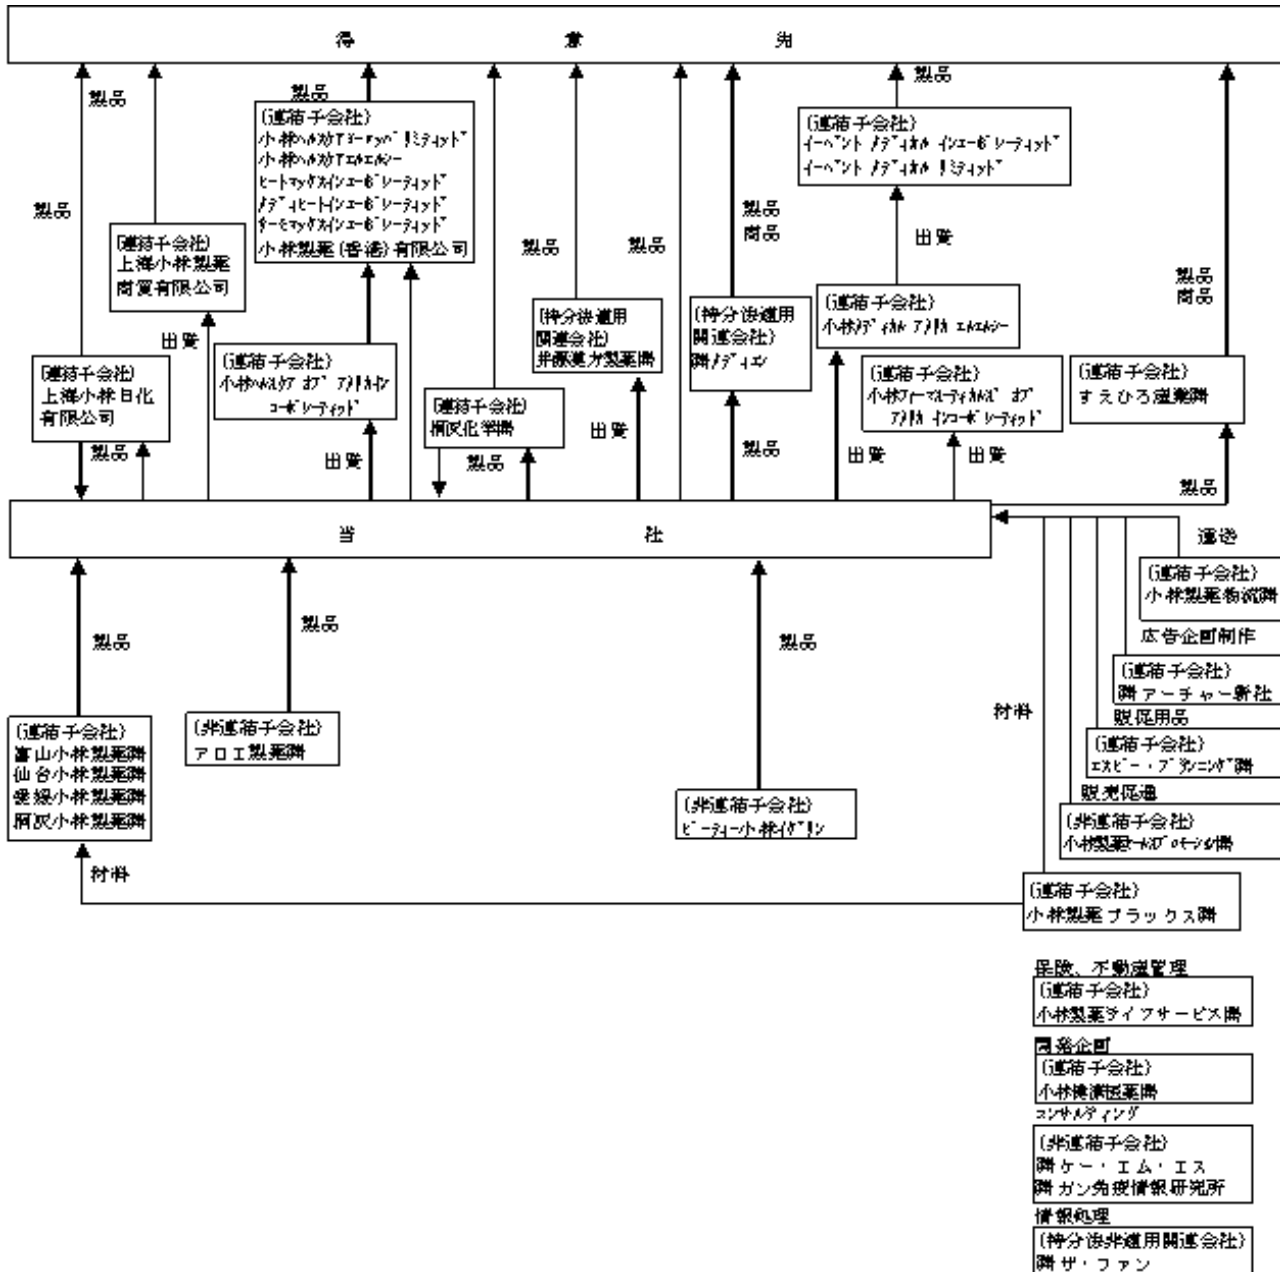 得意先
製品
製品
製品
(連結子会社)
小林ヘルスケアヨーロッパ リミティッド
小林ヘルスケアエルエルシー
ヒートマックスインコーポレーティッド
メディヒートインコーポレーティッド
サーモマックスインコーポレーティッド
小林製薬(香港)有限公司
(連結子会社)
イーベント メディカル インコーポレーティッド
イーベント メディカル リミティッド
製品
製品
製品
製品
商品
出資
製品
商品
(連結子会社)
上海小林製薬
商貿有限公司
出資
(連結子会社)
上海小林日化
有限公司
(連結子会社)
小林ヘルスケア オブ アメリカイン
コーポレーティッド
(連結子会社)
桐灰化学㈱
(持分法適用
関連会社)
井藤漢方製薬㈱
(持分法適用
関連会社)
㈱メディエン
(連結子会社)
小林メディカル アメリカ エルエルシー
(連結子会社)
小林ファーマスーティカルズ オブ
アメリカ インコーポレーティッド
(連結子会社)
すえひろ産業㈱
製品
出資
製品
出資
製品
出資
出資
製品
当社
運送
(連結子会社)
小林製薬物流㈱
広告企画制作
(連結子会社)
㈱アーチャー新社
販促用品
(連結子会社)
エスピー・プランニング㈱
販売促進
(非連結子会社)
小林製薬セールスプロモーション㈱
材料
(連結子会社)
小林製薬プラックス㈱
製品
製品
製品
(連結子会社)
富山小林製薬㈱
仙台小林製薬㈱
愛媛小林製薬㈱
桐灰小林製薬㈱
(非連結子会社)
アロエ製薬㈱
(非連結子会社)
ピーティー小林イグリン
材料
保険、不動産管理
(連結子会社)
小林製薬ライフサービス㈱
開発企画
(連結子会社)
小林健漢医薬㈱
コンサルティング
(非連結子会社)
㈱ケー・エム・エス
㈱ガン免疫情報研究所
情報処理
(持分法非適用関連会社)
㈱ザ・ファン